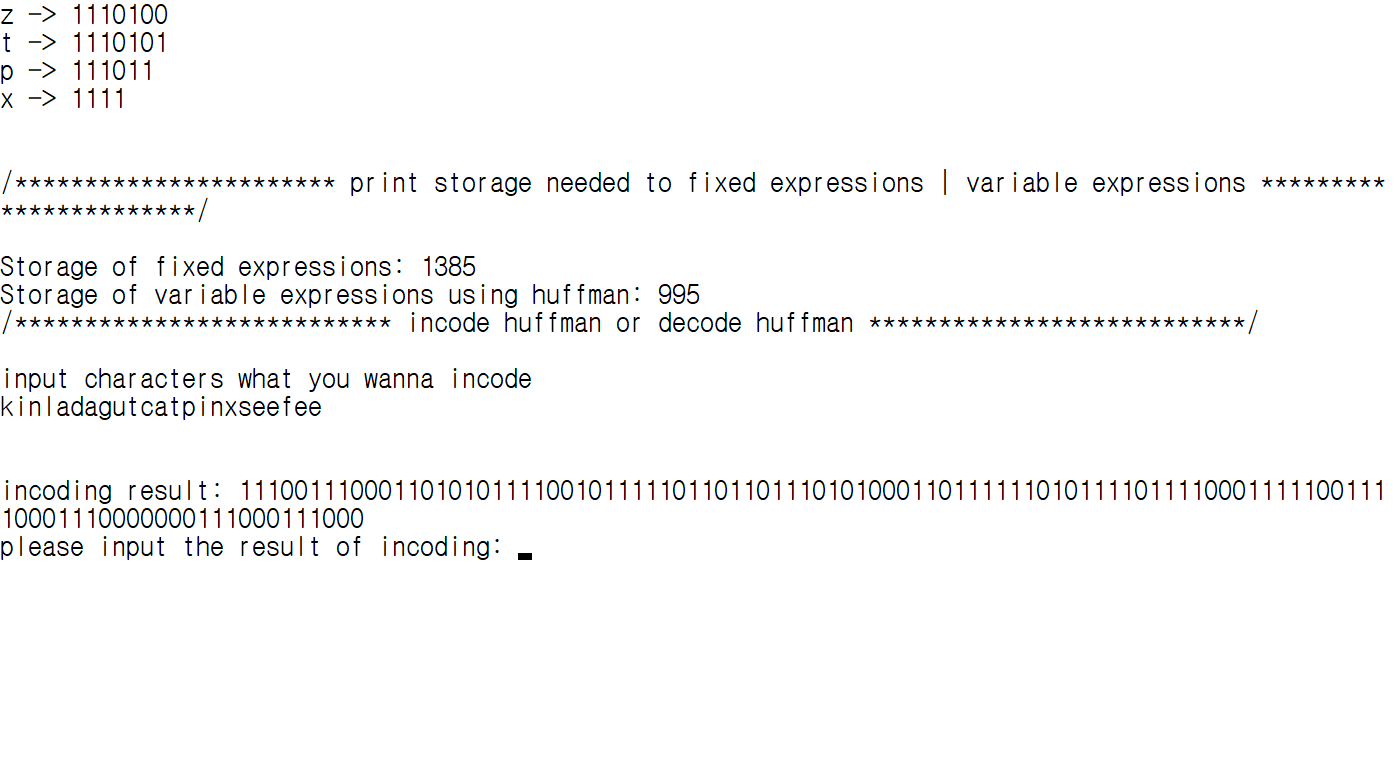 z -> 1110100
t -> 1110101
p -> 111011
x -> 1111
/*********************** print storage needed to fixed expressions | variable expressions *********
**************/
Storage of fixed expressions: 1385
Storage of variable expressions using huffman: 995
/*************************** incode huffman or decode huffman ***************************/
input characters what you wanna incode
kinladagutcatpinxseefee
incoding result: 1110011100011010101111001011111011011011101010001101111110101111011110001111100111
10001110000000111000111000
please input the result of incoding: